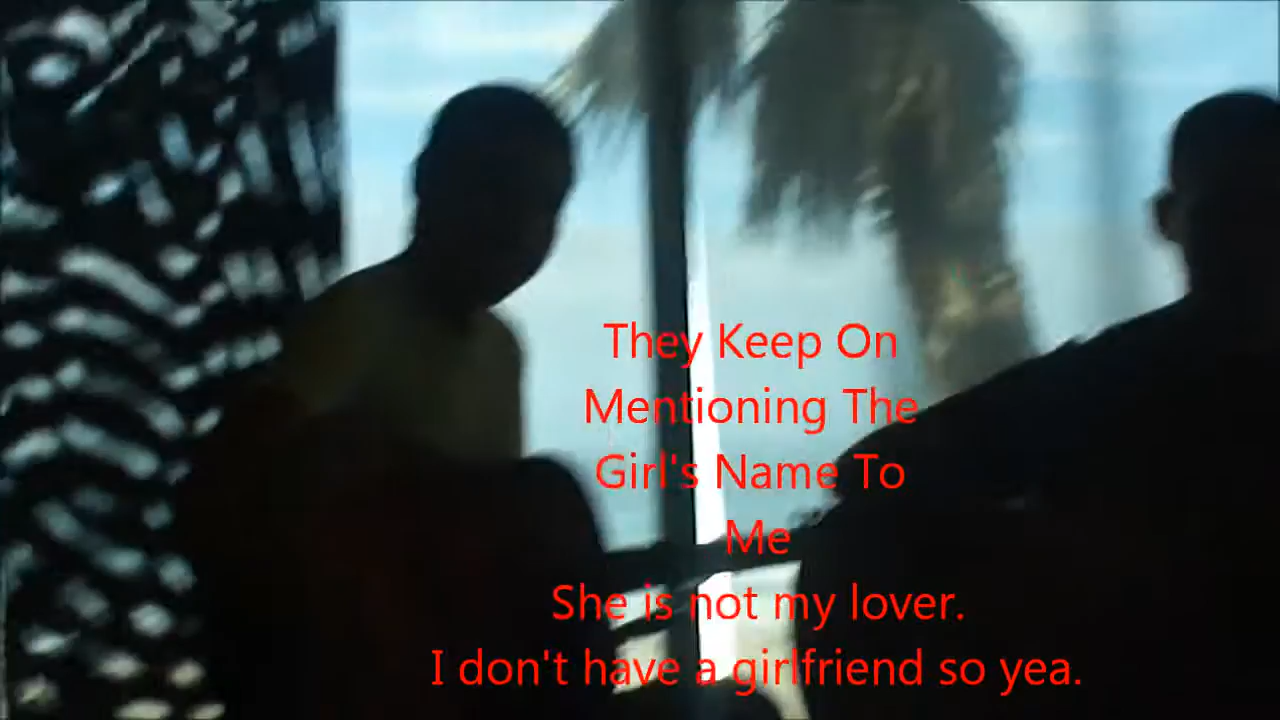 They Keep On
Mentioning The
Girl's Name To
Me
She is not my lover.
I don't have a girlfriend so yea.